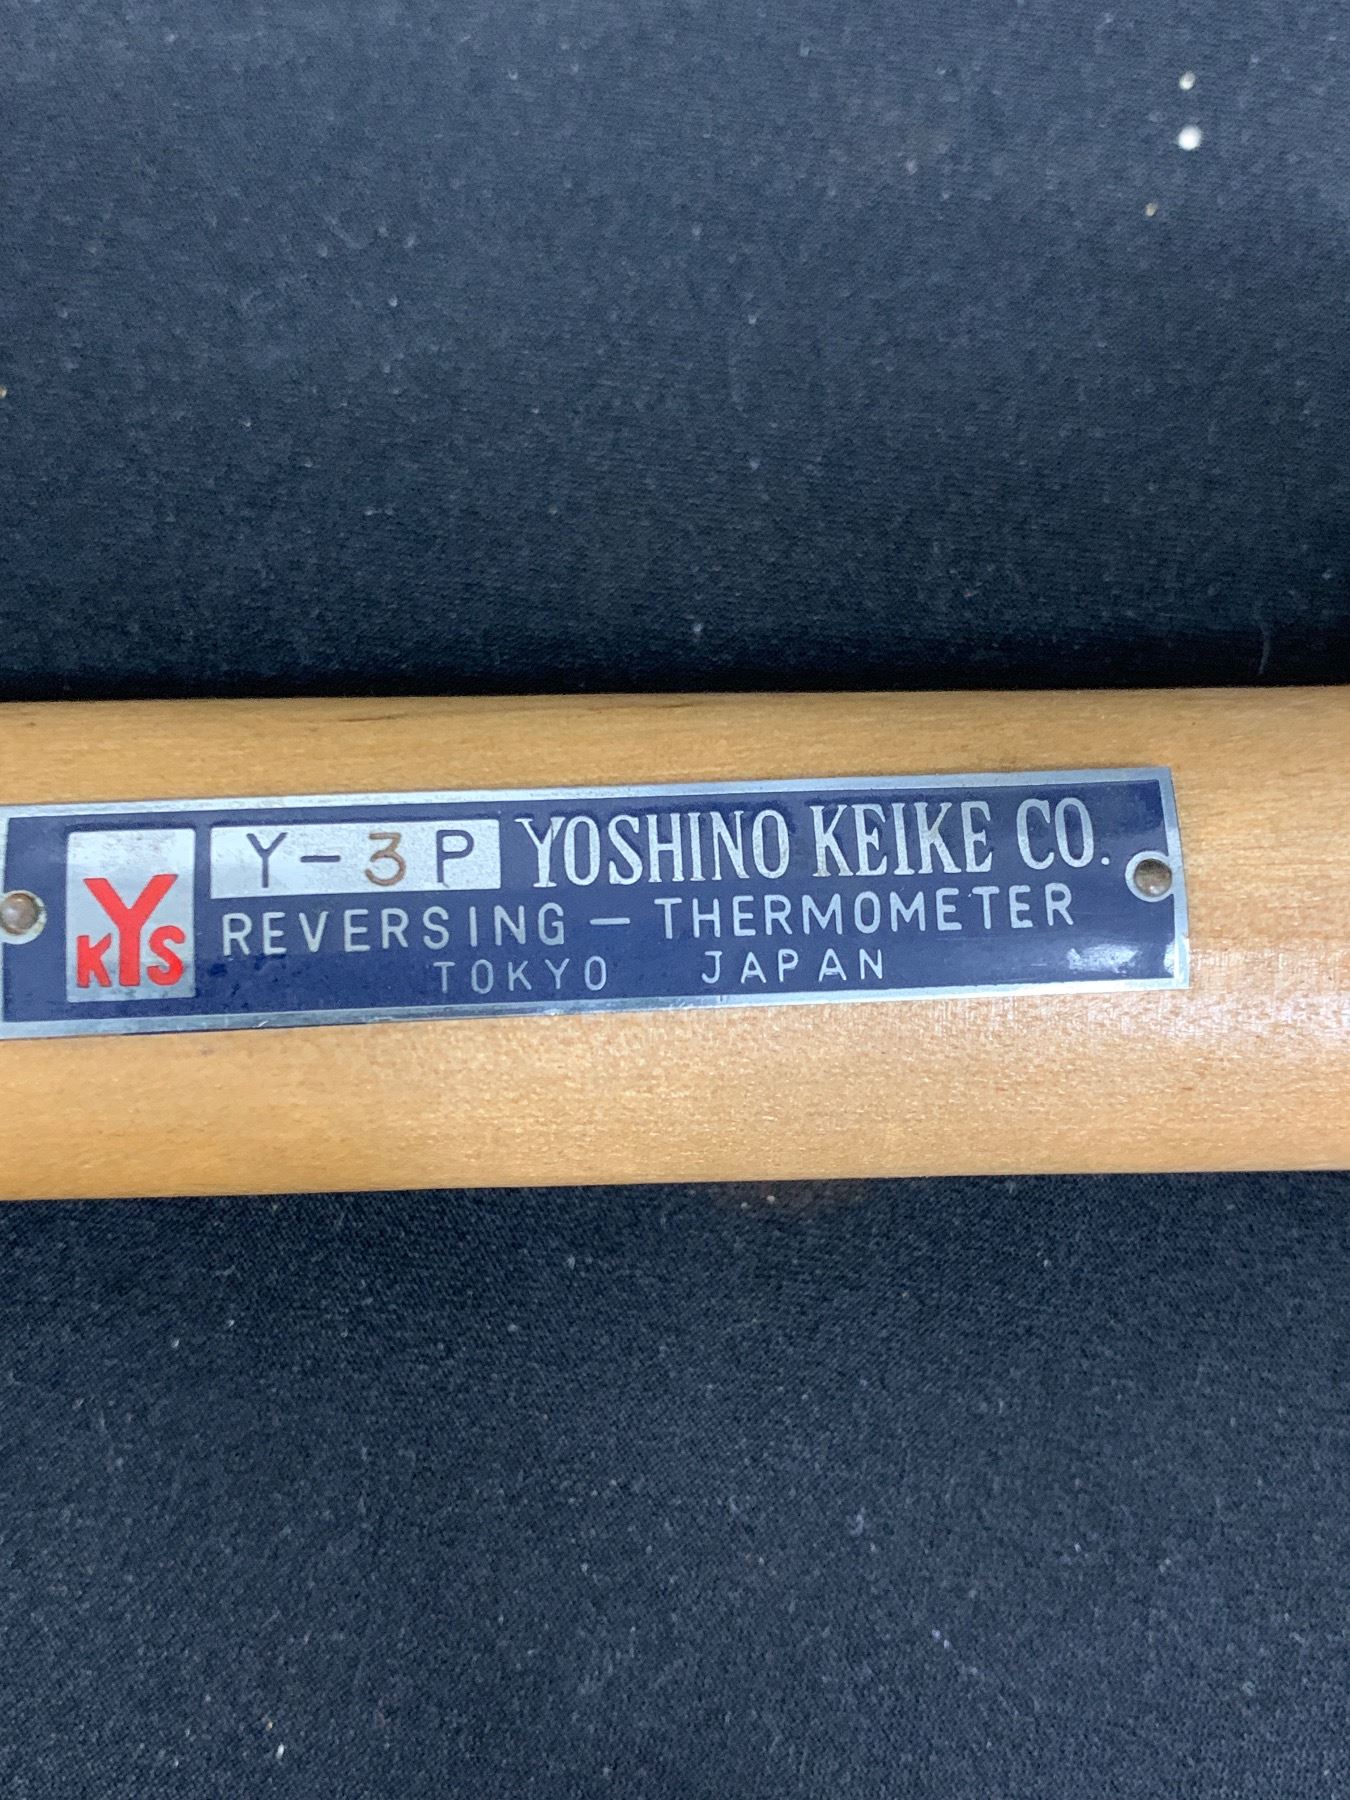 KYS
Y-3P YOSHINO KEIKE CO.
REVERSING - THERMOMETER
TOKYO JAPAN